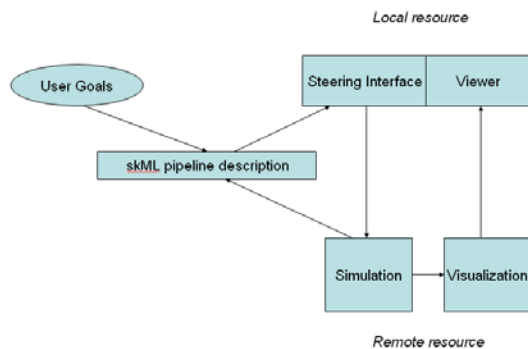 Local resource
Steering Interface Viewer
User Goals
skML pipeline description
Simulation Visualization
Remote resource